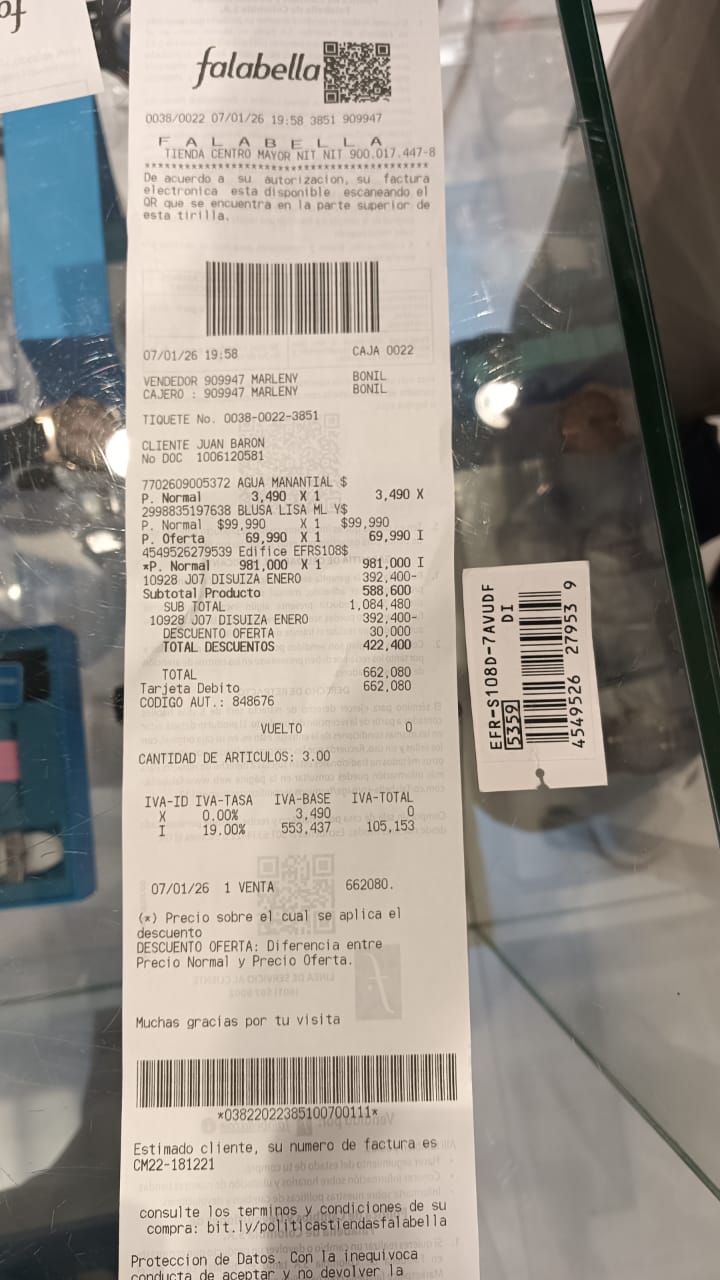 falabella
0038/0022 07/01/26 19:58 3851 909947
F A L A B E L L A
TIENDA CENTRO MAYOR NIT NIT 900.017.447-8
******************************************
De acuerdo a su autorizacion, su factura
electronica esta disponible escaneando el
QR que se encuentra en la parte superior de
esta tirilla.
07/01/26 19:58 CAJA 0022
VENDEDOR 909947 MARLENY BONIL
CAJERO : 909947 MARLENY BONIL
TIQUETE No. 0038-0022-3851
CLIENTE JUAN BARON
No DOC 1006120581
7702609005372 AGUA MANANTIAL $
P. Normal 3,490 X 1 3,490 X
2998835197638 BLUSA LISA ML Y$
P. Normal $99,990 X 1 $99,990
P. Oferta 69,990 X 1 69,990 I
4549526279539 Edifice EFRS108$
*P. Normal 981,000 X 1 981,000 I
10928 J07 DISUIZA ENERO 392,400-
Subtotal Producto 588,600
SUB TOTAL 1,084,480
10928 J07 DISUIZA ENERO 392,400-
DESCUENTO OFERTA 30,000
TOTAL DESCUENTOS 422,400
TOTAL 662,080
Tarjeta Debito 662,080
CODIGO AUT.: 848676
VUELTO 0
CANTIDAD DE ARTICULOS: 3.00
IVA-ID IVA-TASA IVA-BASE IVA-TOTAL
X 0.00% 3,490 0
I 19.00% 553,437 105,153
07/01/26 1 VENTA 662080.
(*) Precio sobre el cual se aplica el
descuento
DESCUENTO OFERTA: Diferencia entre
Precio Normal y Precio Oferta.
Muchas gracias por tu visita
*03822022385100700111*
Estimado cliente, su numero de factura es
CM22-181221
consulte los terminos y condiciones de su
compra: bit.ly/politicastiendasfalabella
Proteccion de Datos. Con la inequivoca
conducta de aceptar y no devolver la
EFR-S108D-7AVUDF
DI
5359
4549526 27953 9